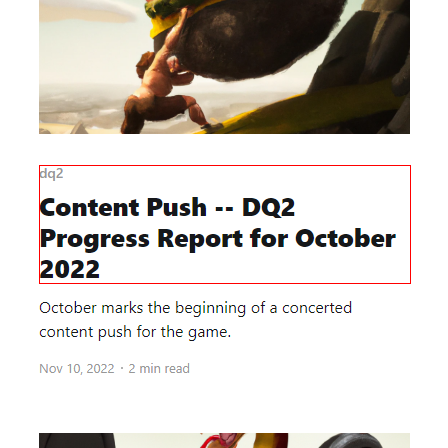 dq2
Content Push -- DQ2
Progress Report for October
2022
October marks the beginning of a concerted
content push for the game.
Nov 10, 2022 · 2 min read